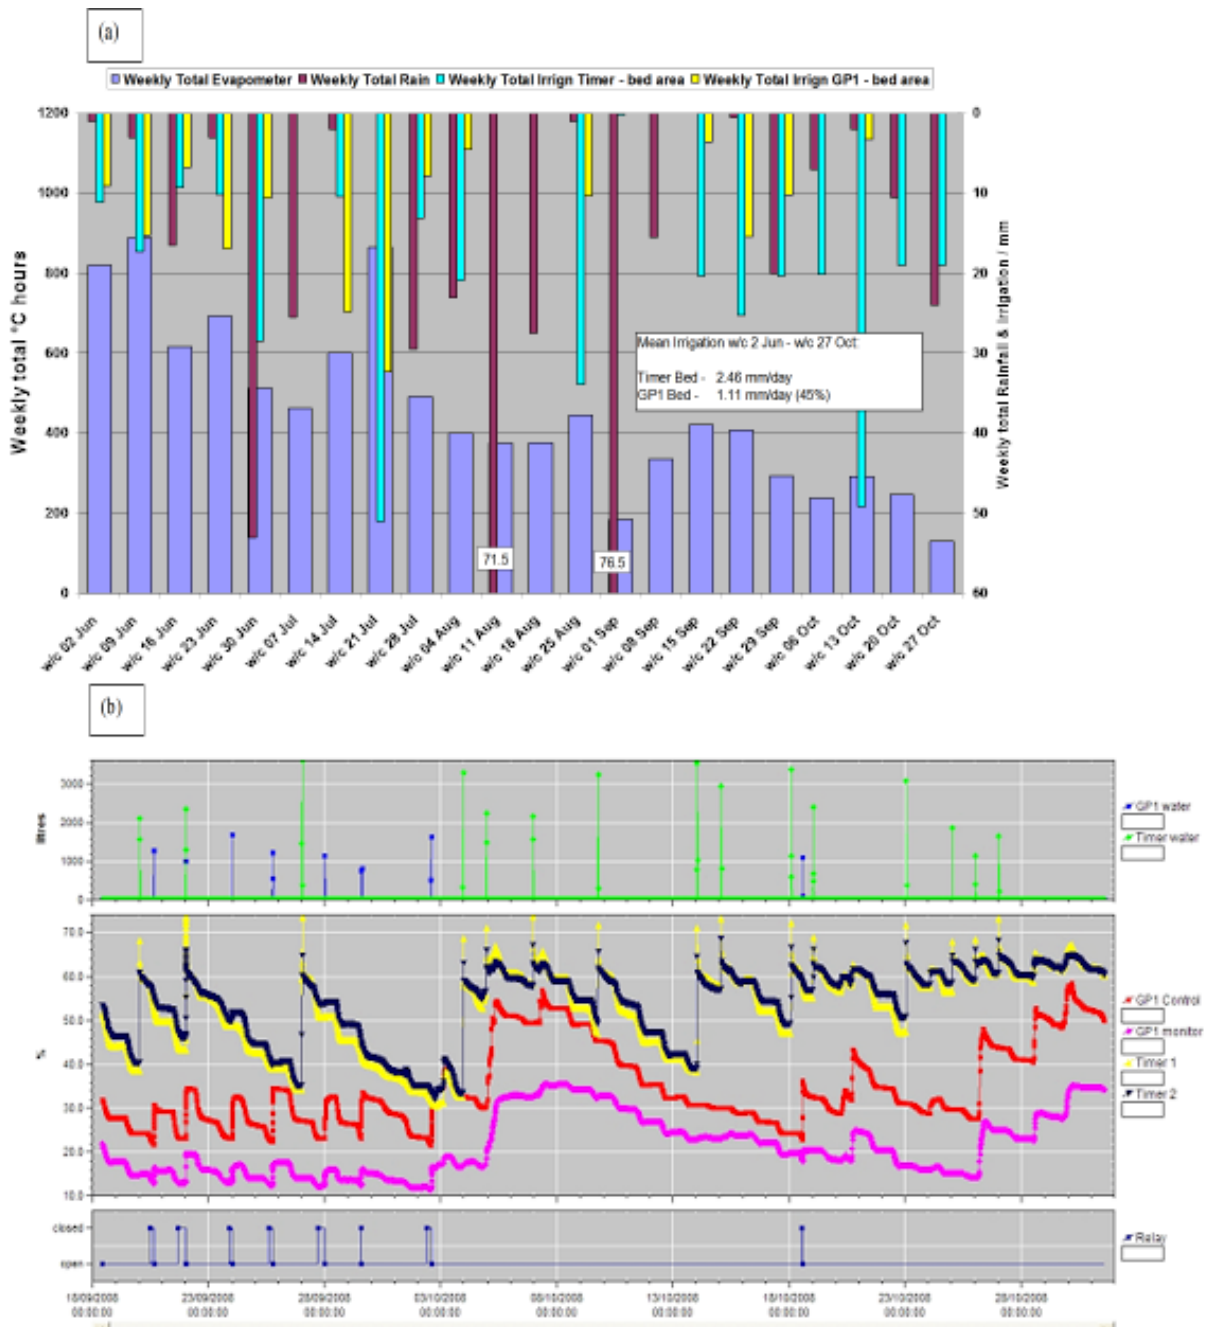 (a)
Weekly Total Evapometer Weekly Total Rain Weekly Total Irrign Timer - bed area Weekly Total Irrign GP1 - bed area
1200
1000
800
600
400
200
0
Weekly total °C hours
0
10
20
30
40
50
60
Weekly total Rainfall & Irrigation / mm
Mean Irrigation w/c 2 Jun - w/c 27 Oct:
Timer Bed - 2.46 mm/day
GP1 Bed - 1.11 mm/day (45%)
71.5
76.5
w/c 02 Jun
w/c 09 Jun
w/c 16 Jun
w/c 23 Jun
w/c 30 Jun
w/c 07 Jul
w/c 14 Jul
w/c 21 Jul
w/c 28 Jul
w/c 04 Aug
w/c 11 Aug
w/c 18 Aug
w/c 25 Aug
w/c 01 Sep
w/c 08 Sep
w/c 15 Sep
w/c 22 Sep
w/c 29 Sep
w/c 06 Oct
w/c 13 Oct
w/c 20 Oct
w/c 27 Oct
(b)
3000
2000
1000
0
litres
GP1 water
Timer water
70.0
60.0
50.0
40.0
30.0
20.0
10.0
%
GP1 Control
GP1 monitor
Timer 1
Timer 2
closed
open
Relay
18/09/2008 23/09/2008 28/09/2008 03/10/2008 08/10/2008 13/10/2008 18/10/2008 23/10/2008 28/10/2008
00:00:00 00:00:00 00:00:00 00:00:00 00:00:00 00:00:00 00:00:00 00:00:00 00:00:00